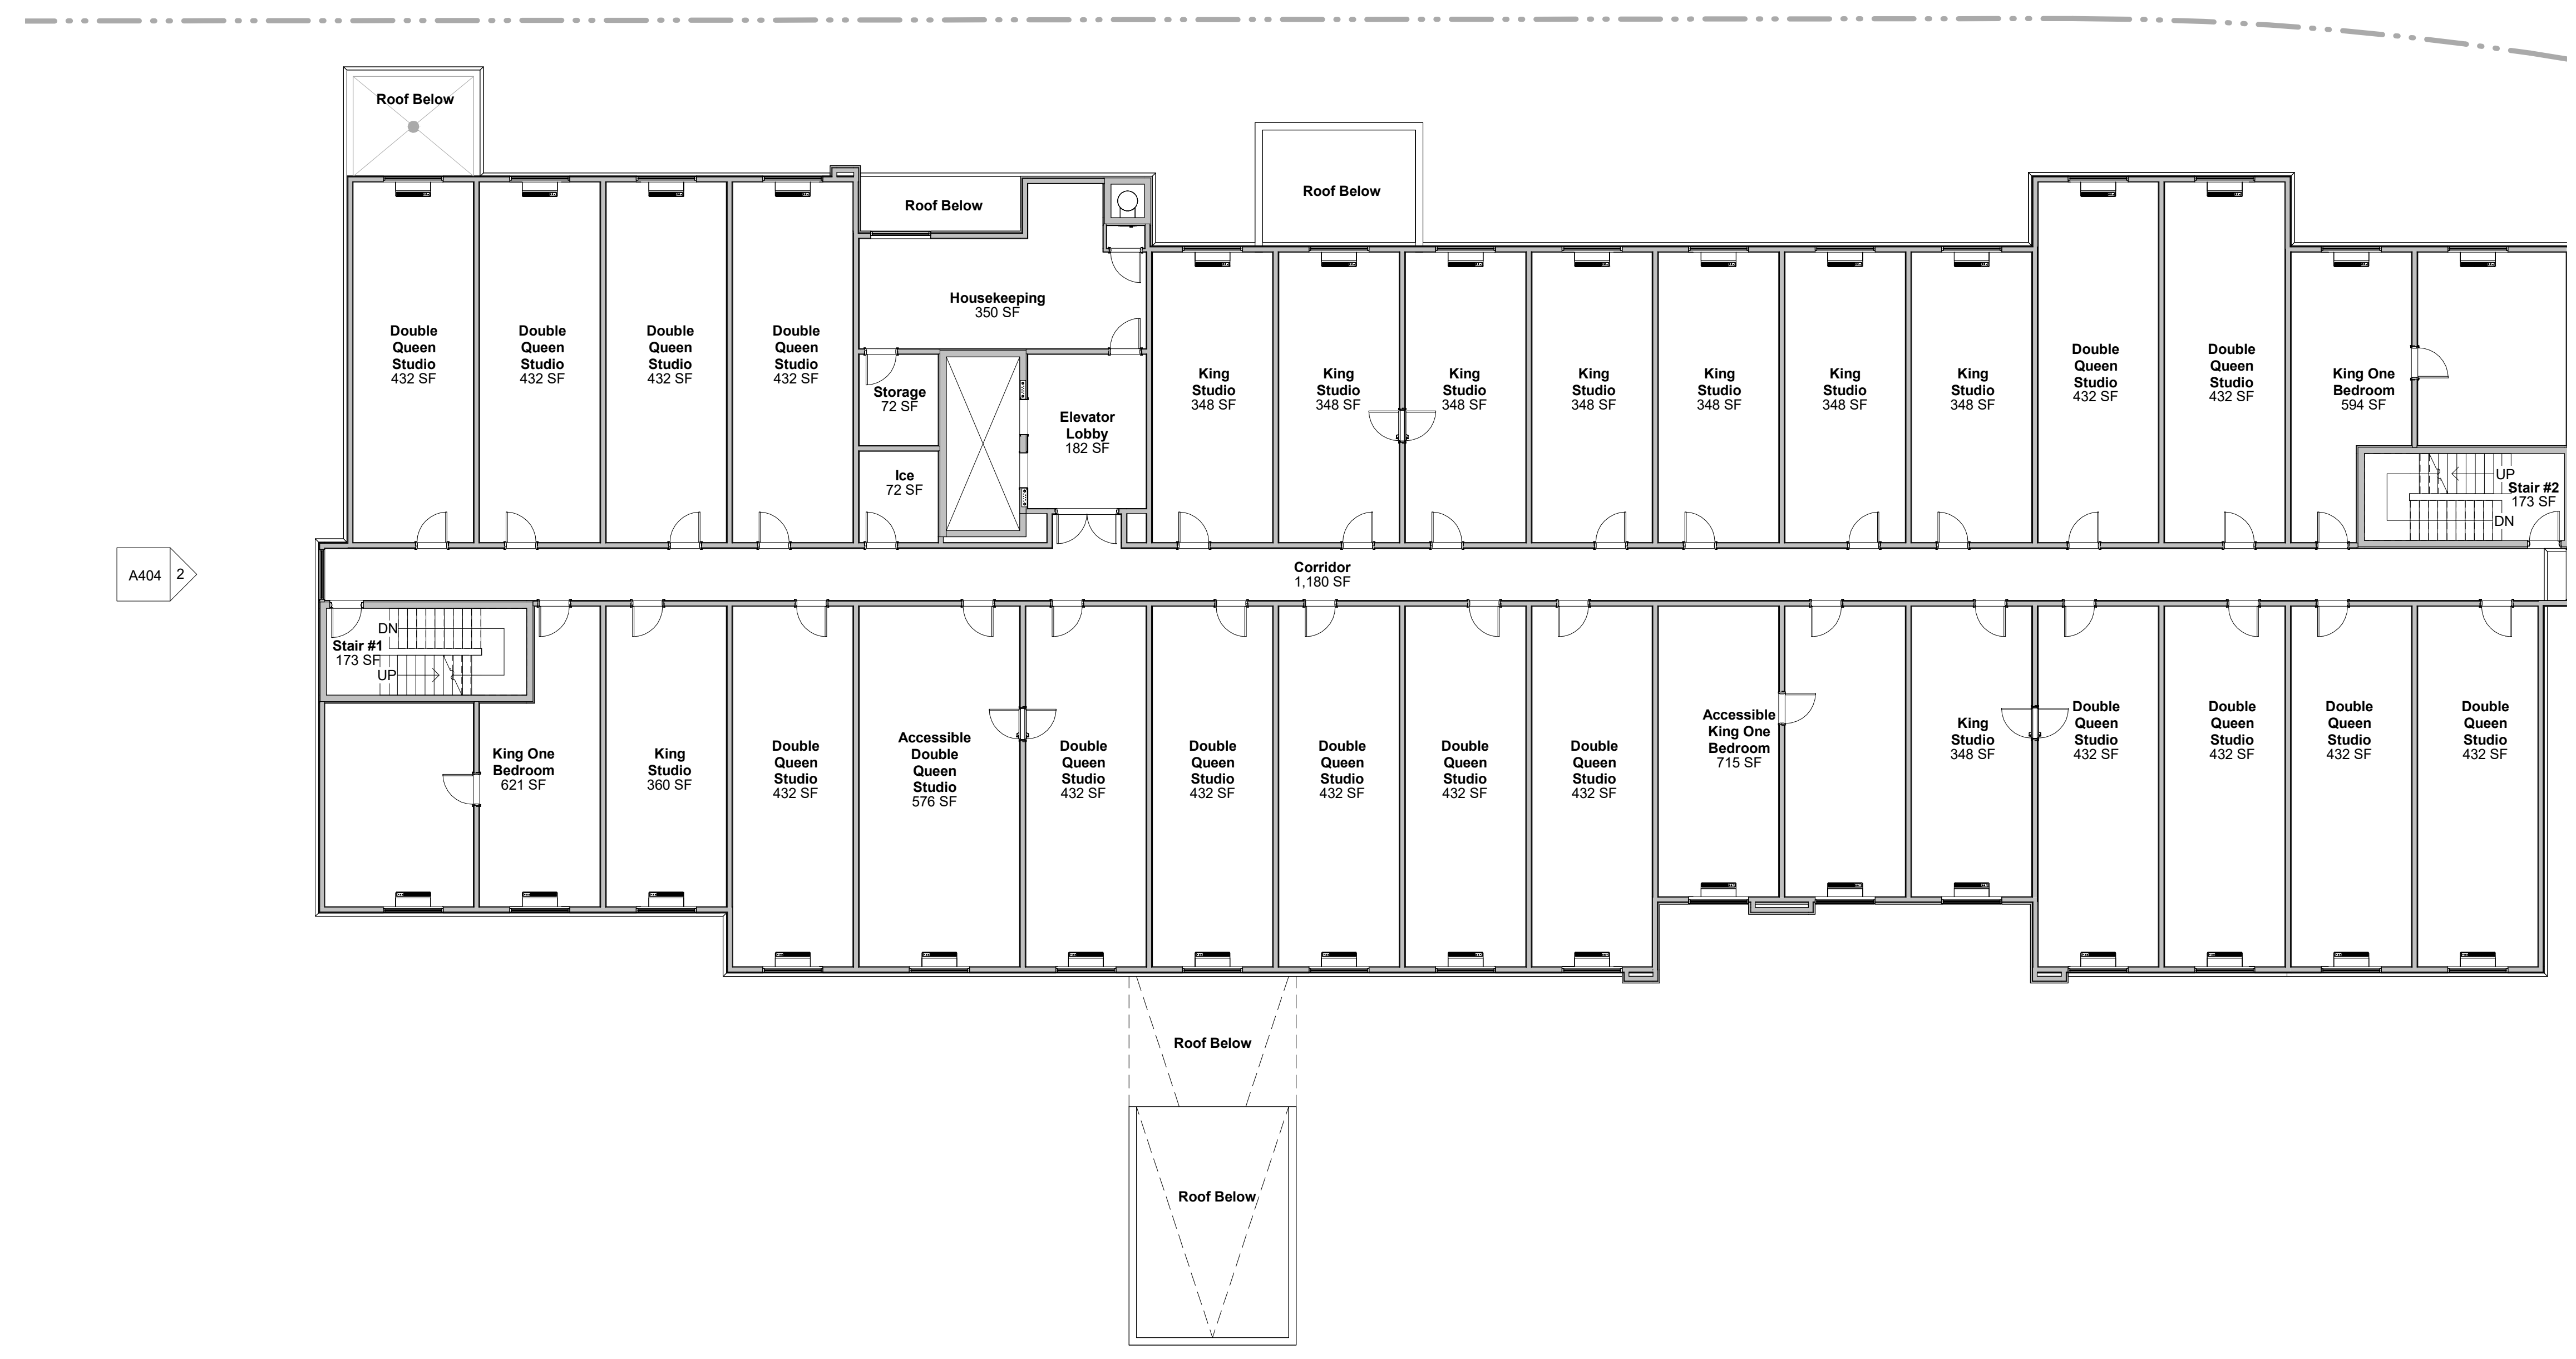 Roof Below
Roof Below
Roof Below
Double
Queen
Studio
432 SF
Double
Queen
Studio
432 SF
Double
Queen
Studio
432 SF
Double
Queen
Studio
432 SF
Housekeeping
350 SF
Storage
72 SF
Ice
72 SF
Elevator
Lobby
182 SF
King
Studio
348 SF
King
Studio
348 SF
King
Studio
348 SF
King
Studio
348 SF
King
Studio
348 SF
King
Studio
348 SF
King
Studio
348 SF
Double
Queen
Studio
432 SF
Double
Queen
Studio
432 SF
King One
Bedroom
594 SF
UP
Stair #2
173 SF
DN
A404
2
Corridor
1,180 SF
DN
Stair #1
173 SF
UP
King One
Bedroom
621 SF
King
Studio
360 SF
Double
Queen
Studio
432 SF
Accessible
Double
Queen
Studio
576 SF
Double
Queen
Studio
432 SF
Double
Queen
Studio
432 SF
Double
Queen
Studio
432 SF
Double
Queen
Studio
432 SF
Double
Queen
Studio
432 SF
Accessible
King One
Bedroom
715 SF
King
Studio
348 SF
Double
Queen
Studio
432 SF
Double
Queen
Studio
432 SF
Double
Queen
Studio
432 SF
Double
Queen
Studio
432 SF
Roof Below
Roof Below